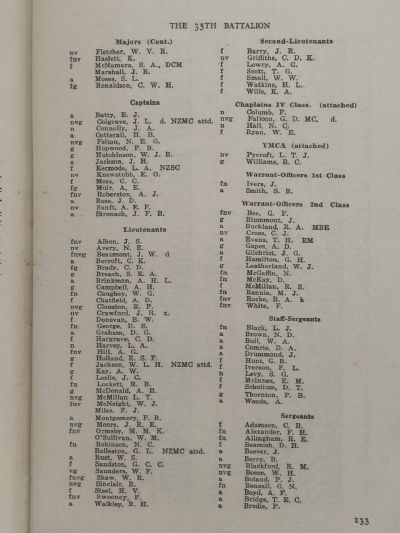 THE 35TH BATTALION
Majors (Cont.)
nv Fletcher, W. V. R.
fnv Haslett, K.
f McNamara, S. A., DCM
Marshall, J. R.
a Moses, S. L.
fg Ronaldson, C. W. H.
Captains
a Batty, E. J.
nvg Colgrave, J. L. d. NZMC attd.
n Connolly, J. A.
a Cotterall, H. B.
nvg Felton, N. E. G.
g Hopwood, F. B.
g Hutchinson, W. J. B.
a Jackson, J. H.
f Kermode, L. A. NZSC
nv Knewstubb, E. O.
f Moss, C. C.
fg Muir, A. E.
fnv Roberston, A. J.
a Rose, J. D.
nv Sanft, A. E. F.
a Stronach, J. F. B.
Lieutenants
fnv Albon, J. S.
nv Avery, N. E.
fnvg Beaumont, J. W. d
a Becroft, C. K.
fg Brady, C. D.
g Breach, S. E. A.
a Brinkman, A. H. L.
g Campbell, A. H.
fn Caughey, W. G.
f Chatfield, A. D.
nvg Clouston, R. P.
nv Crawford, J. R. x.
f Donovan, B. W.
fn George, D. S.
a Graham, D. G.
f Hargrave, C. D.
n Harvey, L. A.
fnv Hill, A. G.
g Holland, E. S. F.
f Jackson, W. L. H. NZMC attd.
g Kay, A. W.
f Leslie, J. C.
fn Lockett, R. B.
g McDonald, A. B.
nvg McMillan L. T.
fnv McNeight, W. J.
Miles, F. J.
a Montgomery, F. B.
nvg Moore, J. R. E.
fnv Ormsby, M. M. K.
O'Sullivan, W. M.
fn Robinson, N. C.
Rolleston, G. L. NZMC attd.
a Rust, W. S.
f Sandston, G. C. C.
vg Saunders, W. F.
fnvg Shaw, W. R.
nvg Sinclair, R.
f Steel, H. V.
fnv Sweeney, F.
a Walkley, R. H.
Second-Lieutenants
f Barry, J. R.
nv Griffiths, C. D. K.
f Lowry, A. G.
f Scott, T. G.
f Small, W. W.
f Watkins, H. L.
f Wills, K. A.
Chaplains IV Class. (attached)
n Columb, F.
nvg Falloon, G. D. MC, d.
n Hall, N. C.
f Ryan, W. E.
YMCA (attached)
nv Pycroft, L. T. J.
g Williams, R. C.
Warrant-Officers 1st Class
fn Ivers, J.
a Smith, S. B.
Warrant-Officers 2nd Class
fnv Bee, G. F.
g Blummont, J.
a Buckland, R. A. MBE
nv Cross, C. J.
a Evans, T. H. EM
g Gapes, A. D.
a Gilchrist, J. G.
f Hamilton, G. H.
g Leatherland, W. J.
fn McGaffin, N.
fn McKay, D.
f McMillan, R. S.
fn Rennie, M. J.
fnv Roche, R. A. k
fnv White, F.
Staff-Sergeants
fn Black, L. J.
a Brown, N. D.
a Bull, W. A.
a Comrie, D. A.
a Drummond, J.
f Hunt, G. B.
f Iverson, F. L.
n Levy, S. G.
f McInnes, E. M.
f Schollum, D. T.
g Thornton, P. B.
a Woods, A.
Sergeants
f Adamson, C. B.
fn Alexander, F. H.
fn Allingham, R. E.
f Beamish, D. H.
a Beever, J.
a Berry, B.
nvg Blackford, R. M.
nvg Boese, W. H.
a Boland, P. J.
fn Bonsall, G. N.
a Boyd, A. F.
a Bridge, T. E. C.
a Brodie, P.
133